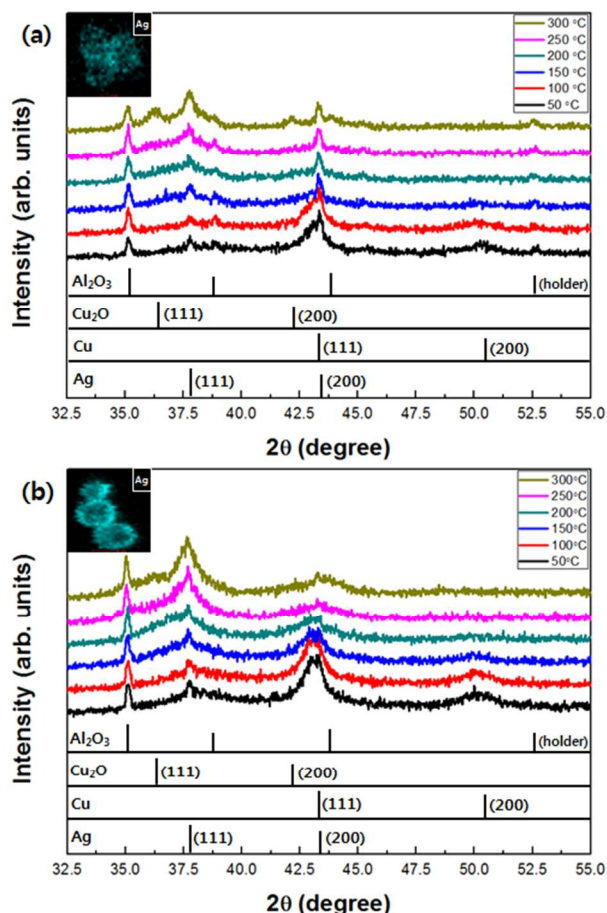 (a)
Ag
300 °C
250 °C
200 °C
150 °C
100 °C
50 °C
Intensity (arb. units)
Al₂O₃ (holder)
Cu₂O (111) (200)
Cu (111) (200)
Ag (111) (200)
32.5 35.0 37.5 40.0 42.5 45.0 47.5 50.0 52.5 55.0
2θ (degree)
(b)
Ag
300°C
250°C
200°C
150°C
100°C
50°C
Intensity (arb. units)
Al₂O₃ (holder)
Cu₂O (111) (200)
Cu (111) (200)
Ag (111) (200)
32.5 35.0 37.5 40.0 42.5 45.0 47.5 50.0 52.5 55.0
2θ (degree)